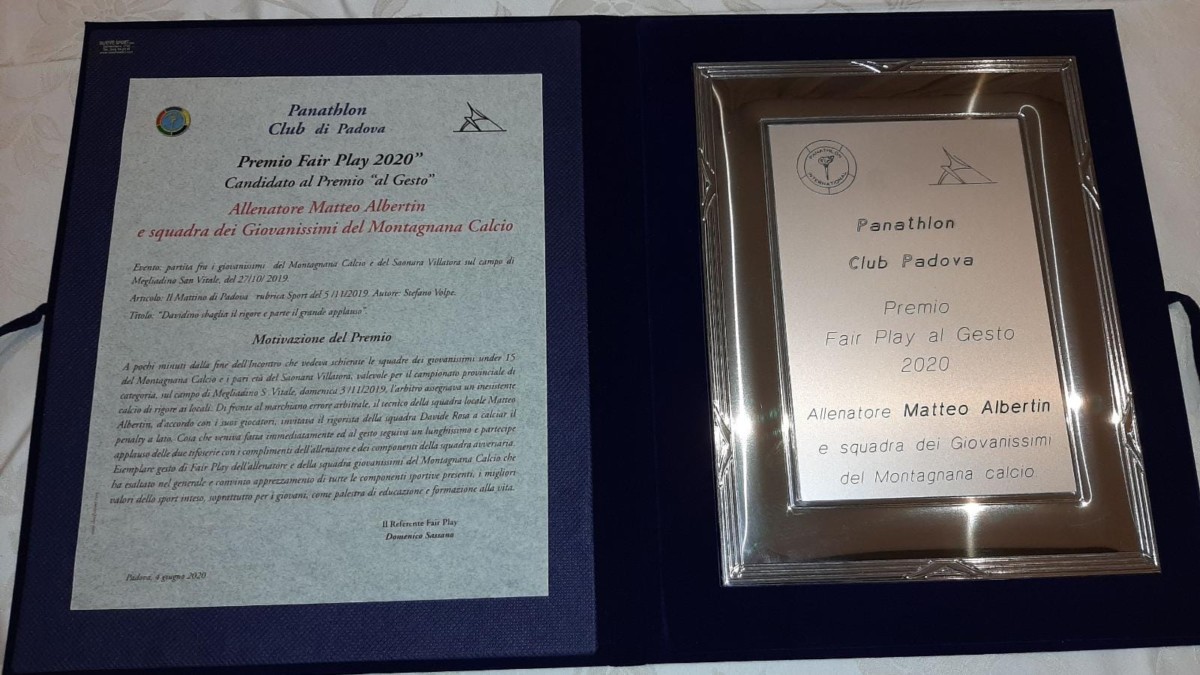 Panathlon
Club di Padova
Premio Fair Play 2020"
Candidato al Premio "al Gesto"
Allenatore Matteo Albertin
e squadra dei Giovanissimi del Montagnana Calcio
Evento: partita fra i giovanissimi del Montagnana Calcio e del Saonara Villatora sul campo di
Megliadino San Vitale, del 27/10/ 2019.
Articolo: Il Mattino di Padova rubrica Sport del 5 /11/2019. Autore: Stefano Volpe.
Titolo: "Davidino sbaglia il rigore e parte il grande applauso".
Motivazione del Premio
A pochi minuti dalla fine dell'Incontro che vedeva schierate le squadre dei giovanissimi under 15
del Montagnana Calcio e i pari età del Saonara Villatora, valevole per il campionato provinciale di
categoria, sul campo di Megliadino S. Vitale, domenica 3 /11/2019, l'arbitro assegnava un inesistente
calcio di rigore ai locali. Di fronte al marchiano errore arbitrale, il tecnico della squadra locale Matteo
Albertin, d'accordo con i suoi giocatori, invitava il rigorista della squadra Davide Rosa a calciar il
penalty a lato. Cosa che veniva fatta immediatamente ed al gesto seguiva un lunghissimo e partecipe
applauso delle due tifoserie con i complimenti dell'allenatore e dei componenti della squadra avversaria.
Esemplare gesto di Fair Play dell'allenatore e della squadra giovanissimi del Montagnana Calcio che
ha esaltato nel generale e convinto apprezzamento di tutte le componenti sportive presenti, i migliori
valori dello sport inteso, soprattutto per i giovani, come palestra di educazione e formazione alla vita.
Il Referente Fair Play
Domenico Sassano
Padova, 4 giugno 2020
PANATHLON
INTERNATIONAL
Panathlon
Club Padova
Premio
Fair Play al Gesto
2020
Allenatore Matteo Albertin
e squadra dei Giovanissimi
del Montagnana calcio